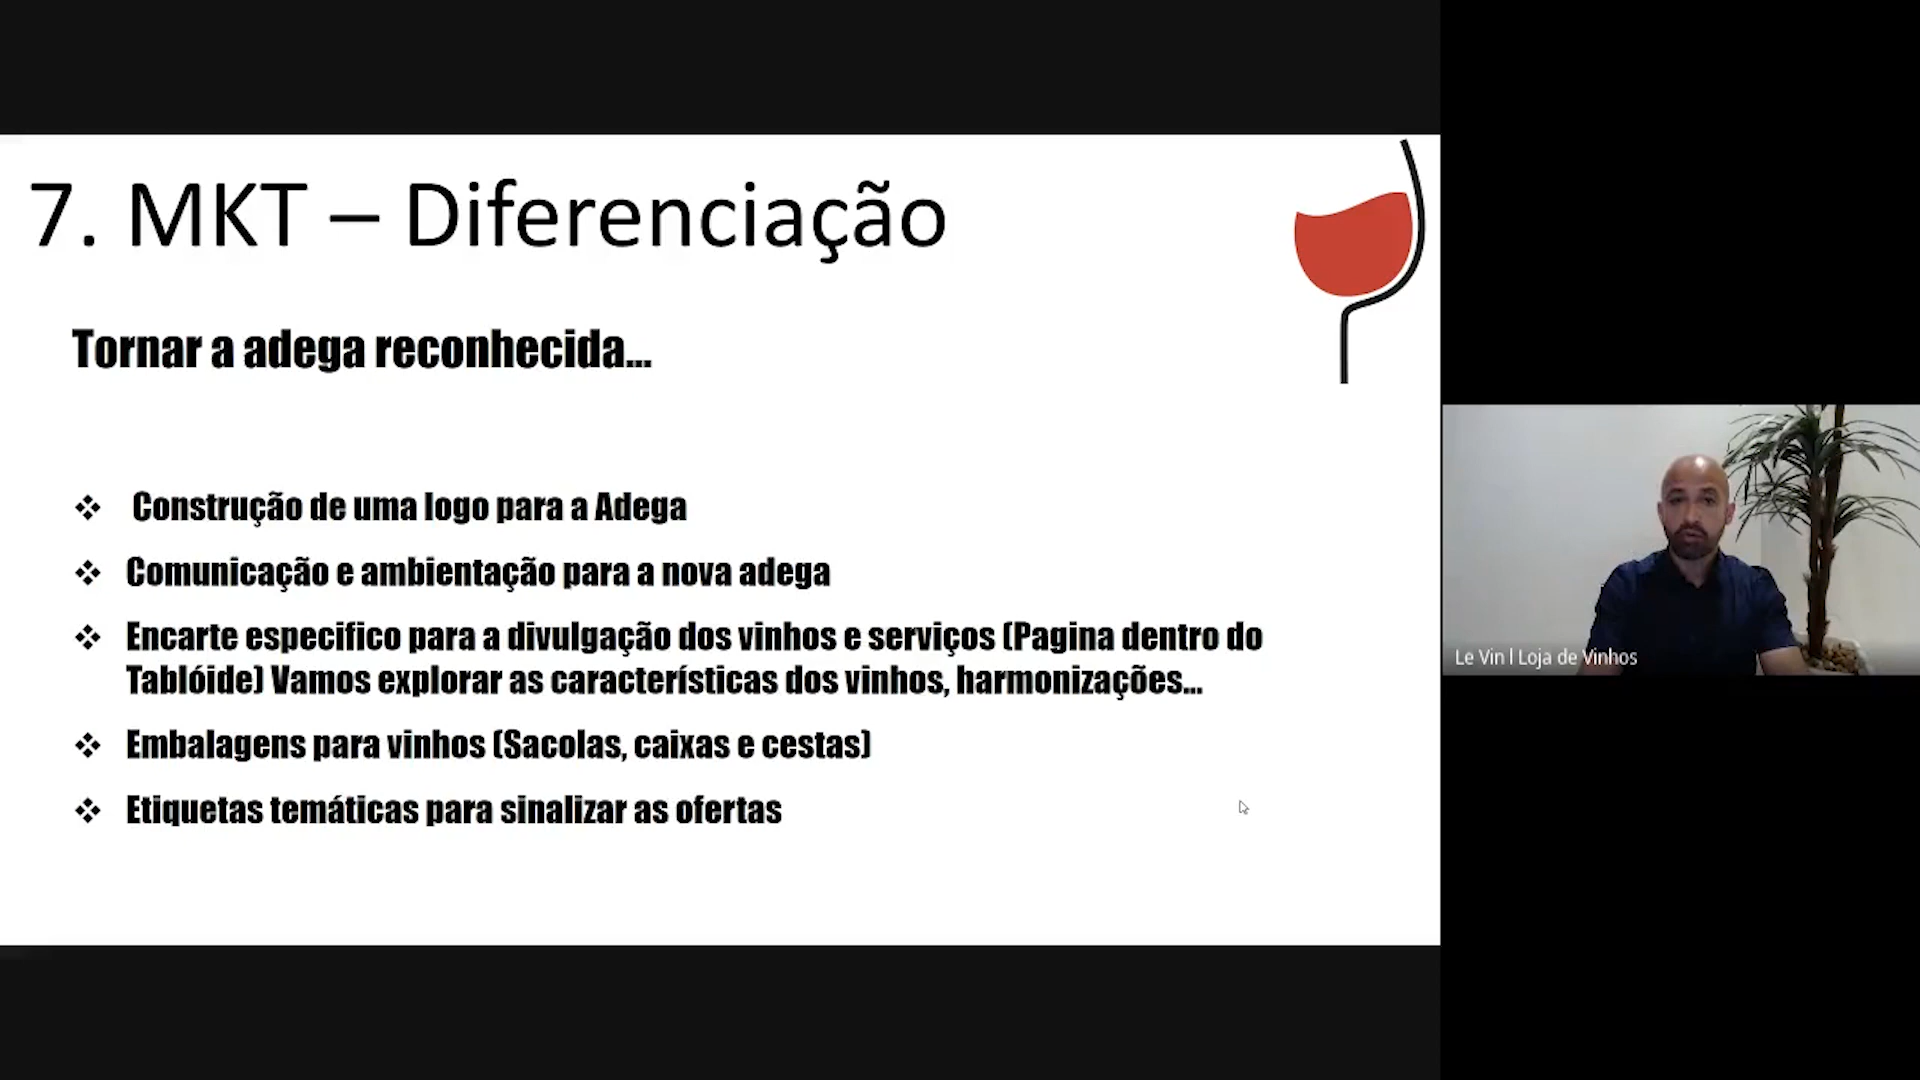 7. MKT – Diferenciação
Tornar a adega reconhecida...
❖ Construção de uma logo para a Adega
❖ Comunicação e ambientação para a nova adega
❖ Encarte especifico para a divulgação dos vinhos e serviços (Pagina dentro do
Tablóide) Vamos explorar as características dos vinhos, harmonizações...
❖ Embalagens para vinhos (Sacolas, caixas e cestas)
❖ Etiquetas temáticas para sinalizar as ofertas
Le Vin l Loja de Vinhos